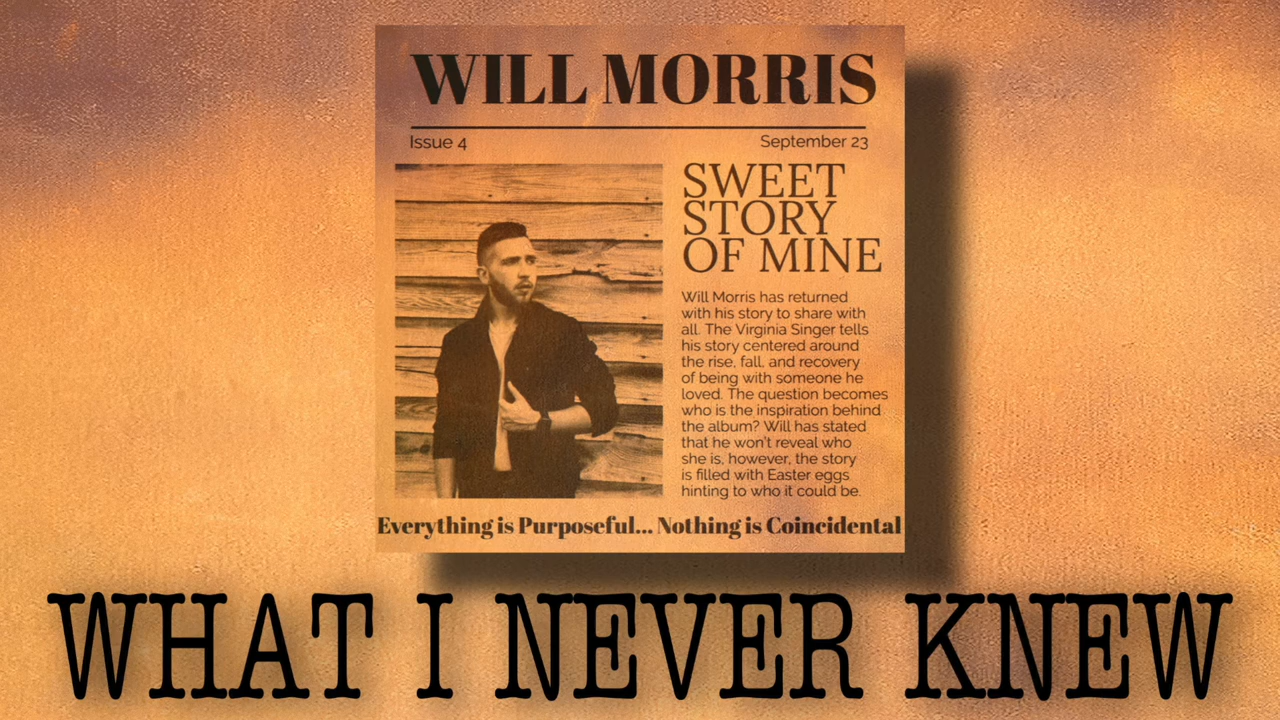 WILL MORRIS
Issue 4
September 23
SWEET
STORY
OF MINE
Will Morris has returned
with his story to share with
all. The Virginia Singer tells
his story centered around
the rise, fall, and recovery
of being with someone he
loved. The question becomes
who is the inspiration behind
the album? Will has stated
that he won't reveal who
she is, however, the story
is filled with Easter eggs
hinting to who it could be.
Everything is Purposeful... Nothing is Coincidental
WHAT I NEVER KNEW